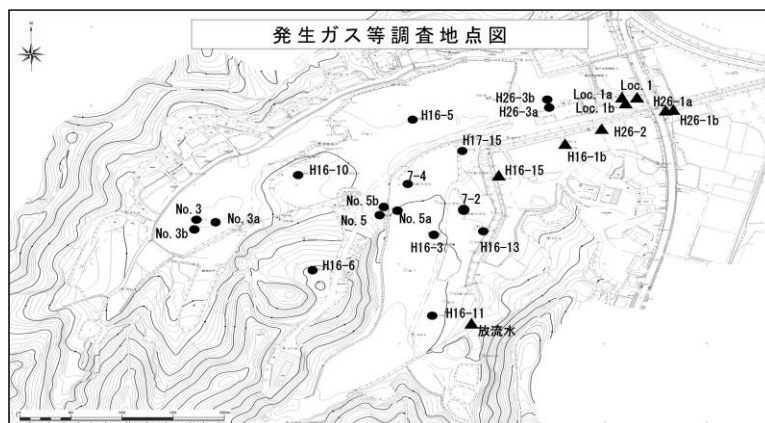 発生ガス等調査地点図
Loc. 1a
Loc. 1
H26-3b
H26-3a
Loc. 1b
H26-1a
H26-1b
H16-5
H26-2
H17-15
H16-1b
H16-10
7-4
H16-15
No. 5b
7-2
No. 3
No. 3a
No. 5
No. 5a
No. 3b
H16-3
H16-13
H16-6
H16-11
放流水